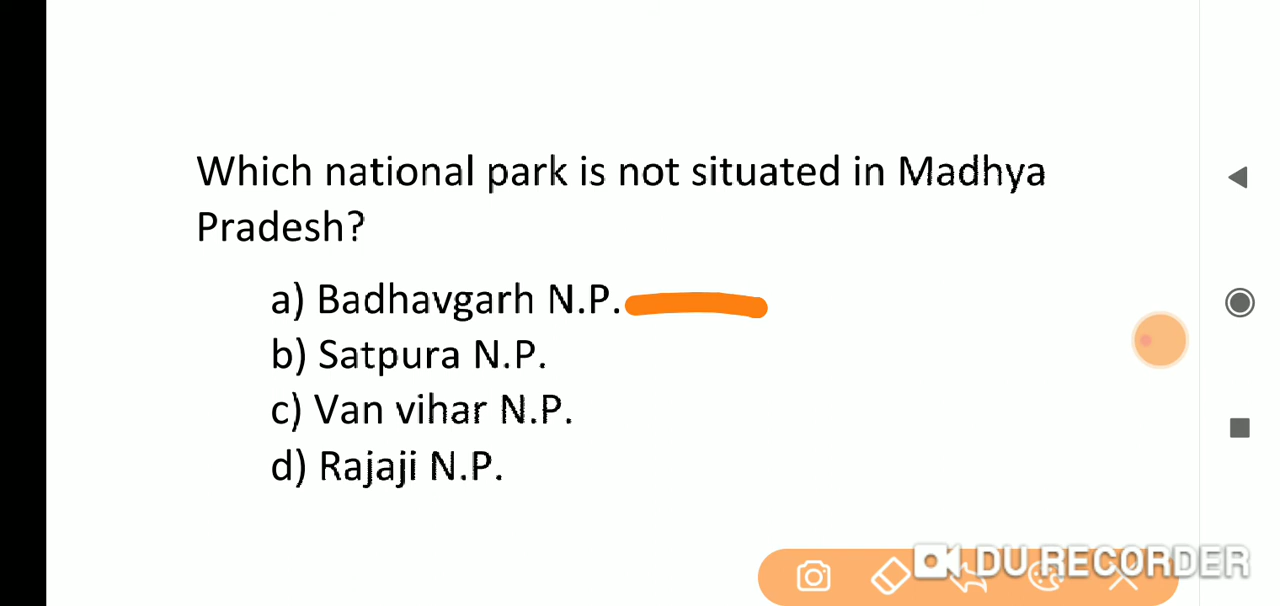 Which national park is not situated in Madhya
Pradesh?
a) Badhavgarh N.P.
b) Satpura N.P.
c) Van vihar N.P.
d) Rajaji N.P.
DU RECORDER